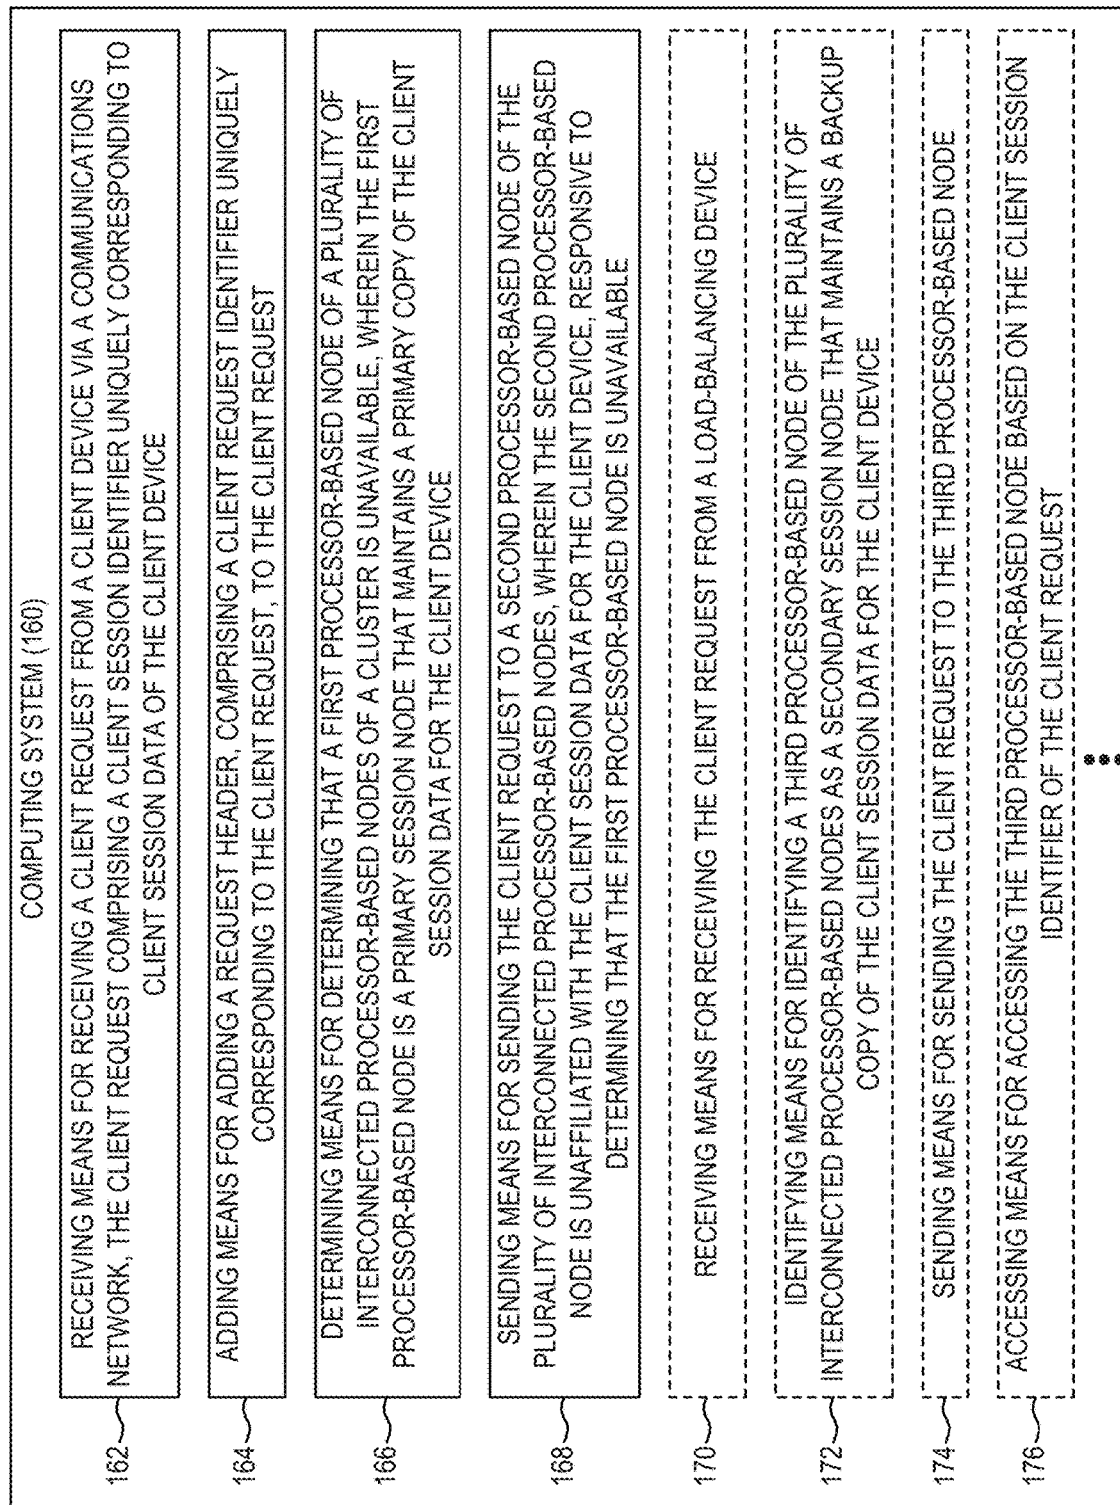 COMPUTING SYSTEM (160)
162
RECEIVING MEANS FOR RECEIVING A CLIENT REQUEST FROM A CLIENT DEVICE VIA A COMMUNICATIONS
NETWORK, THE CLIENT REQUEST COMPRISING A CLIENT SESSION IDENTIFIER UNIQUELY CORRESPONDING TO
CLIENT SESSION DATA OF THE CLIENT DEVICE
164
ADDING MEANS FOR ADDING A REQUEST HEADER, COMPRISING A CLIENT REQUEST IDENTIFIER UNIQUELY
CORRESPONDING TO THE CLIENT REQUEST, TO THE CLIENT REQUEST
166
DETERMINING MEANS FOR DETERMINING THAT A FIRST PROCESSOR-BASED NODE OF A PLURALITY OF
INTERCONNECTED PROCESSOR-BASED NODES OF A CLUSTER IS UNAVAILABLE, WHEREIN THE FIRST
PROCESSOR-BASED NODE IS A PRIMARY SESSION NODE THAT MAINTAINS A PRIMARY COPY OF THE CLIENT
SESSION DATA FOR THE CLIENT DEVICE
168
SENDING MEANS FOR SENDING THE CLIENT REQUEST TO A SECOND PROCESSOR-BASED NODE OF THE
PLURALITY OF INTERCONNECTED PROCESSOR-BASED NODES, WHEREIN THE SECOND PROCESSOR-BASED
NODE IS UNAFFILIATED WITH THE CLIENT SESSION DATA FOR THE CLIENT DEVICE, RESPONSIVE TO
DETERMINING THAT THE FIRST PROCESSOR-BASED NODE IS UNAVAILABLE
170
RECEIVING MEANS FOR RECEIVING THE CLIENT REQUEST FROM A LOAD-BALANCING DEVICE
172
IDENTIFYING MEANS FOR IDENTIFYING A THIRD PROCESSOR-BASED NODE OF THE PLURALITY OF
INTERCONNECTED PROCESSOR-BASED NODES AS A SECONDARY SESSION NODE THAT MAINTAINS A BACKUP
COPY OF THE CLIENT SESSION DATA FOR THE CLIENT DEVICE
174
SENDING MEANS FOR SENDING THE CLIENT REQUEST TO THE THIRD PROCESSOR-BASED NODE
176
ACCESSING MEANS FOR ACCESSING THE THIRD PROCESSOR-BASED NODE BASED ON THE CLIENT SESSION
IDENTIFIER OF THE CLIENT REQUEST